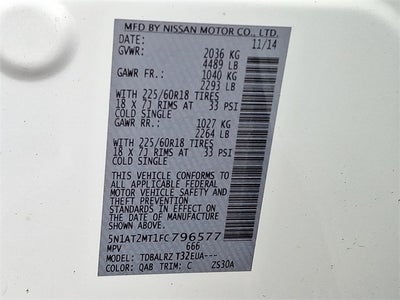 MFD BY NISSAN MOTOR CO., LTD.
DATE: 11/14
GVWR: 2036 KG
4489 LB
GAWR FR.: 1040 KG
2293 LB
WITH 225/60R18 TIRES
18 X 7J RIMS AT 33 PSI
COLD SINGLE
GAWR RR.: 1027 KG
2264 LB
WITH 225/60R18 TIRES
18 X 7J RIMS AT 33 PSI
COLD SINGLE
THIS VEHICLE CONFORMS TO
ALL APPLICABLE FEDERAL
MOTOR VEHICLE SAFETY
AND THEFT PREVENTION
STANDARDS IN EFFECT ON
THE DATE OF MANUFACTURE
SHOWN ABOVE.
5N1AT2MT1FC796577
MPV 666
MODEL: TDBALRZ T32EUA---
COLOR: QAB TRIM: C ZS30A